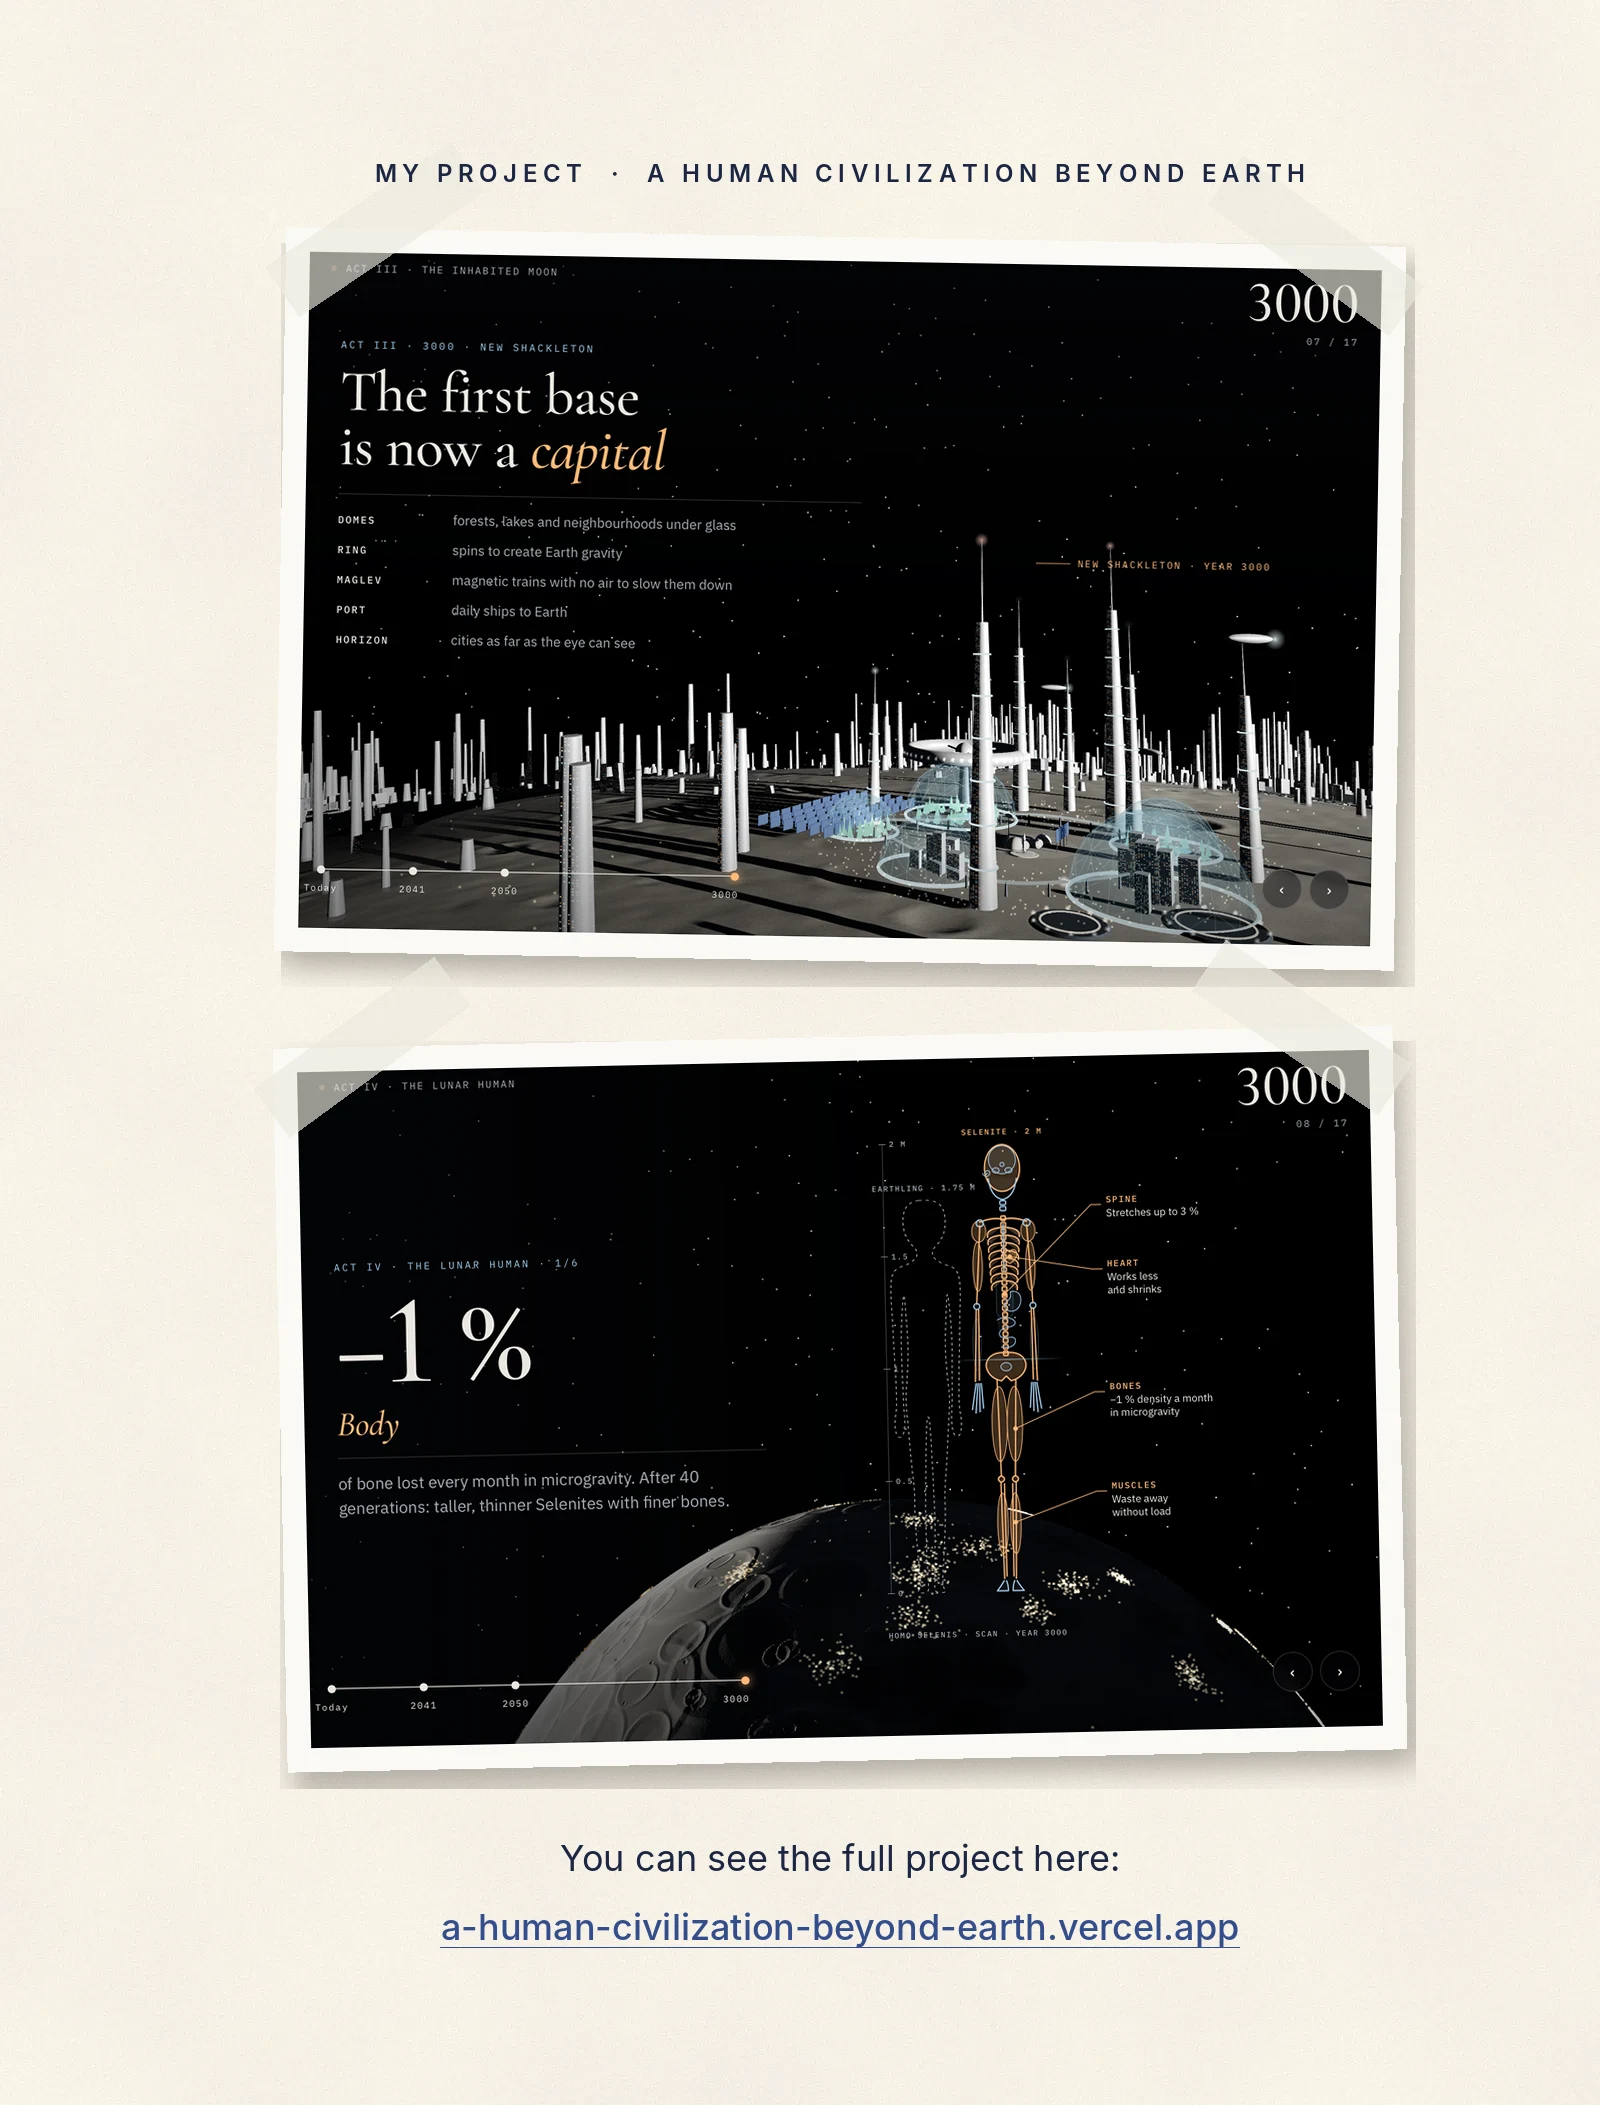 MY PROJECT · A HUMAN CIVILIZATION BEYOND EARTH
ACT III · THE INHABITED MOON
3000
07 / 17
ACT III · 3000 · NEW SHACKLETON
The first base
is now a capital
DOMES forests, lakes and neighbourhoods under glass
RING spins to create Earth gravity
MAGLEV magnetic trains with no air to slow them down
PORT daily ships to Earth
HORIZON cities as far as the eye can see
NEW SHACKLETON · YEAR 3000
Today 2041 2050 3000
‹ ›
ACT IV · THE LUNAR HUMAN
3000
08 / 17
ACT IV · THE LUNAR HUMAN · 1/6
–1 %
Body
of bone lost every month in microgravity. After 40
generations: taller, thinner Selenites with finer bones.
SELENITE · 2 M
2 M
EARTHLING · 1.75 M
1.5
1
0.5
0
SPINE
Stretches up to 3 %
HEART
Works less
and shrinks
BONES
−1 % density a month
in microgravity
MUSCLES
Waste away
without load
HOMO SELENIS · SCAN · YEAR 3000
Today 2041 2050 3000
‹ ›
You can see the full project here:
a-human-civilization-beyond-earth.vercel.app